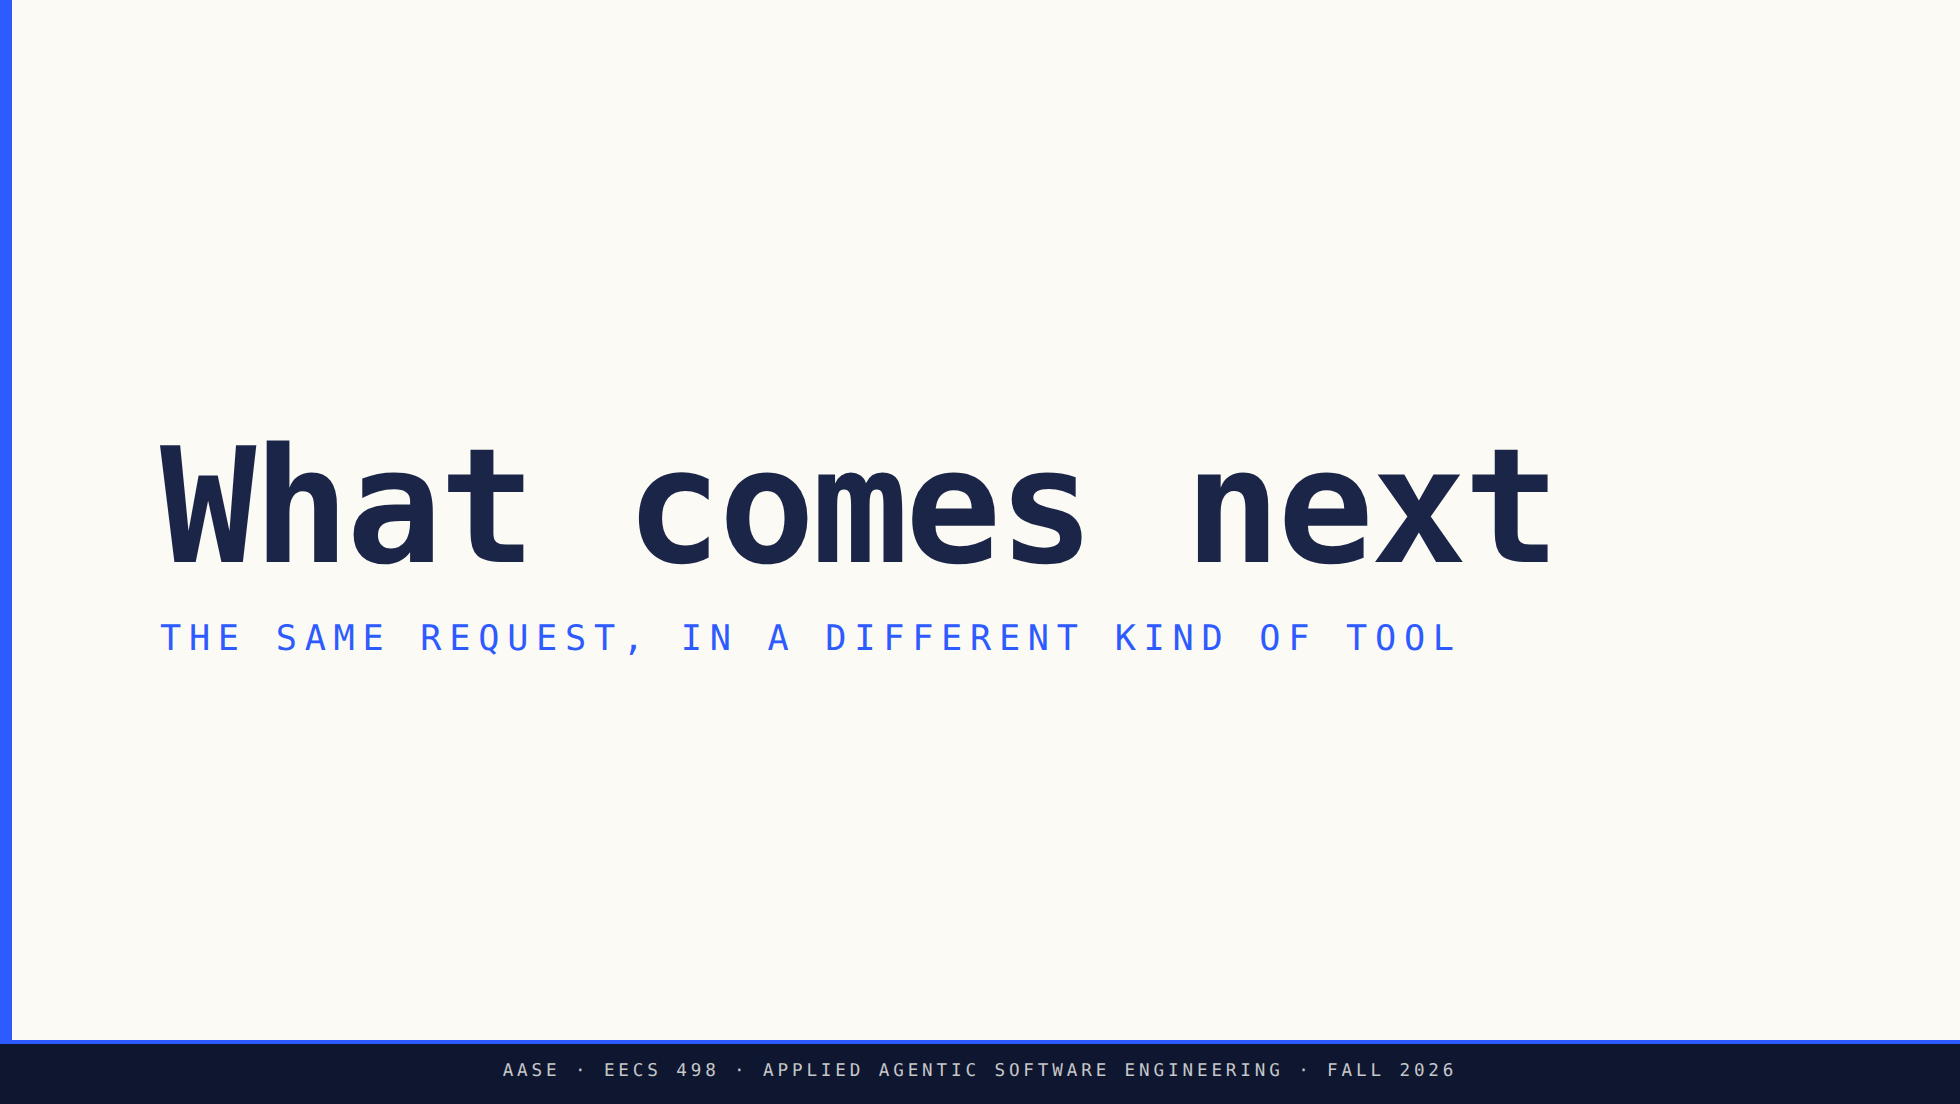 What comes next
THE SAME REQUEST, IN A DIFFERENT KIND OF TOOL
AASE · EECS 498 · APPLIED AGENTIC SOFTWARE ENGINEERING · FALL 2026